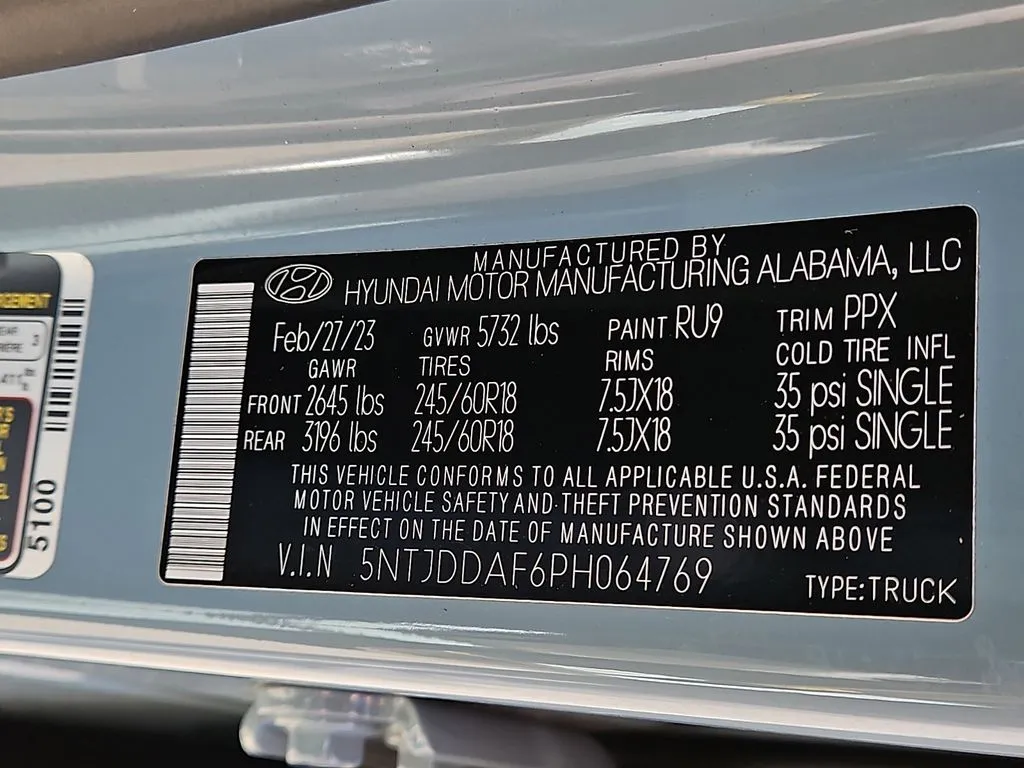 MANUFACTURED BY
HYUNDAI MOTOR MANUFACTURING ALABAMA, LLC
Feb/27/23 GVWR 5732 lbs PAINT RU9 TRIM PPX
GAWR TIRES RIMS COLD TIRE INFL
FRONT 2645 lbs 245/60R18 7.5JX18 35 psi SINGLE
REAR 3196 lbs 245/60R18 7.5JX18 35 psi SINGLE
THIS VEHICLE CONFORMS TO ALL APPLICABLE U.S.A. FEDERAL
MOTOR VEHICLE SAFETY AND THEFT PREVENTION STANDARDS
IN EFFECT ON THE DATE OF MANUFACTURE SHOWN ABOVE
V.I.N 5NTJDDAF6PH064769 TYPE:TRUCK
3
5100